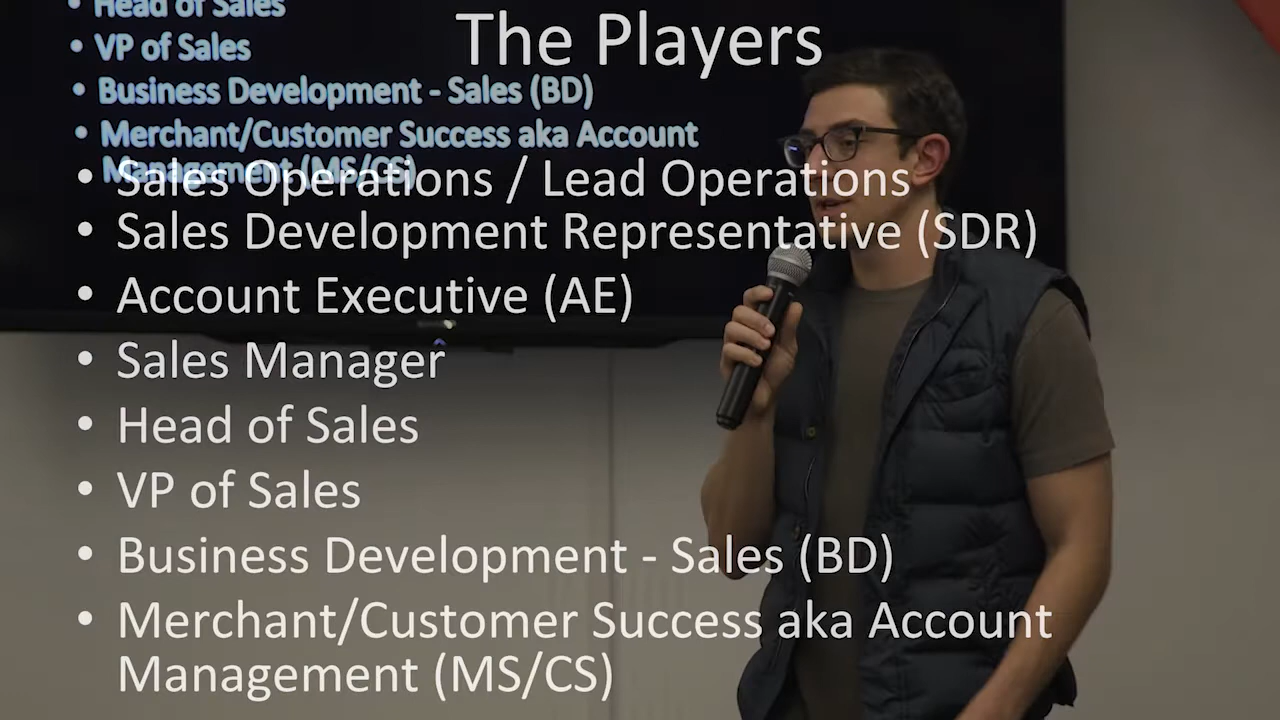 The Players
Head of Sales
• VP of Sales
• Business Development - Sales (BD)
• Merchant/Customer Success aka Account
Management (MS/CS)
• Sales Operations / Lead Operations
• Sales Development Representative (SDR)
• Account Executive (AE)
• Sales Manager
• Head of Sales
• VP of Sales
• Business Development - Sales (BD)
• Merchant/Customer Success aka Account
Management (MS/CS)